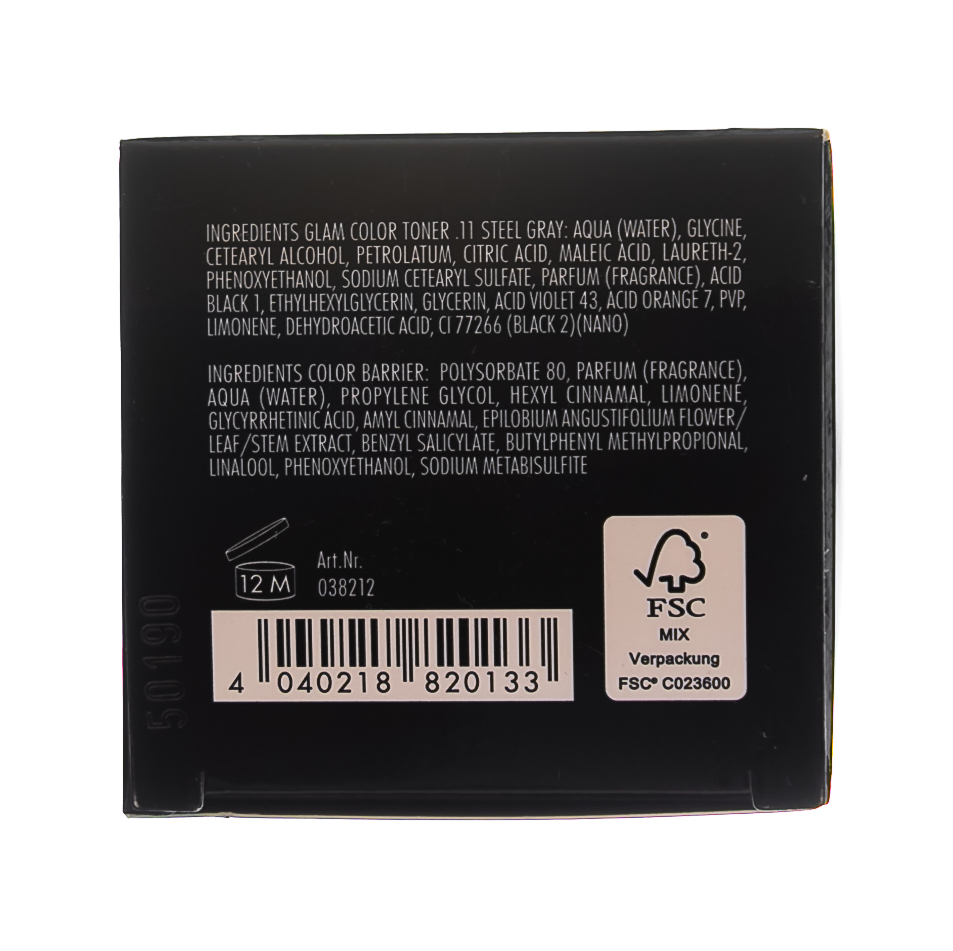 INGREDIENTS GLAM COLOR TONER .11 STEEL GRAY: AQUA (WATER), GLYCINE,
CETEARYL ALCOHOL, PETROLATUM, CITRIC ACID, MALEIC ACID, LAURETH-2,
PHENOXYETHANOL, SODIUM CETEARYL SULFATE, PARFUM (FRAGRANCE), ACID
BLACK 1, ETHYLHEXYLGLYCERIN, GLYCERIN, ACID VIOLET 43, ACID ORANGE 7, PVP,
LIMONENE, DEHYDROACETIC ACID, CI 77266 (BLACK 2)(NANO)
INGREDIENTS COLOR BARRIER: POLYSORBATE 80, PARFUM (FRAGRANCE),
AQUA (WATER), PROPYLENE GLYCOL, HEXYL CINNAMAL, LIMONENE,
GLYCYRRHETINIC ACID, AMYL CINNAMAL, EPILOBIUM ANGUSTIFOLIUM FLOWER/
LEAF/STEM EXTRACT, BENZYL SALICYLATE, BUTYLPHENYL METHYLPROPIONAL,
LINALOOL, PHENOXYETHANOL, SODIUM METABISULFITE
12 M
Art.Nr.
038212
4 040218 820133
FSC
MIX
Verpackung
FSC® C023600
50190